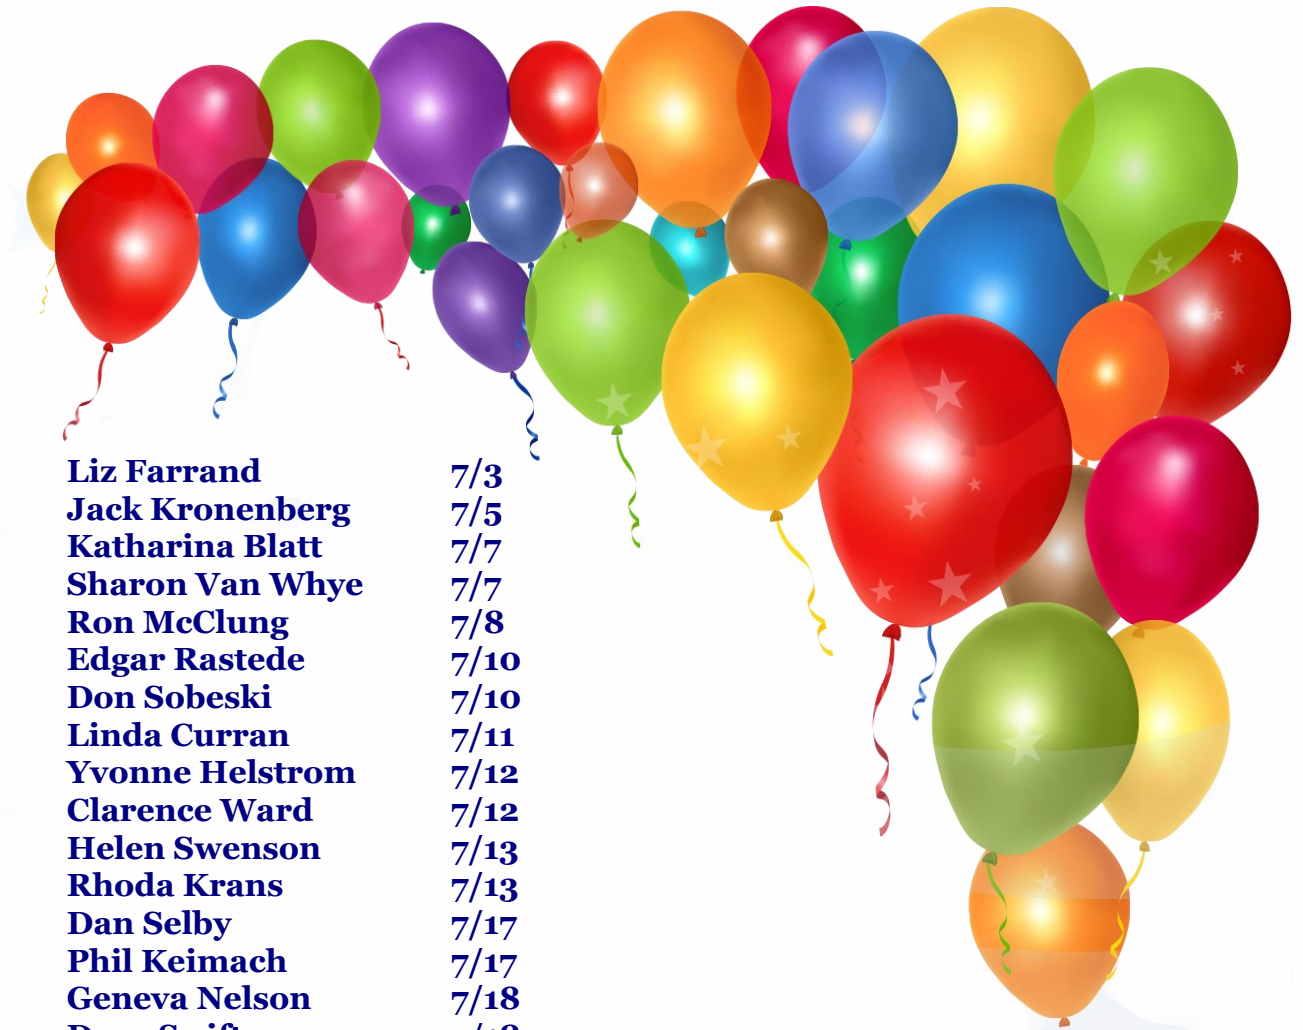 Liz Farrand 7/3
Jack Kronenberg 7/5
Katharina Blatt 7/7
Sharon Van Whye 7/7
Ron McClung 7/8
Edgar Rastede 7/10
Don Sobeski 7/10
Linda Curran 7/11
Yvonne Helstrom 7/12
Clarence Ward 7/12
Helen Swenson 7/13
Rhoda Krans 7/13
Dan Selby 7/17
Phil Keimach 7/17
Geneva Nelson 7/18